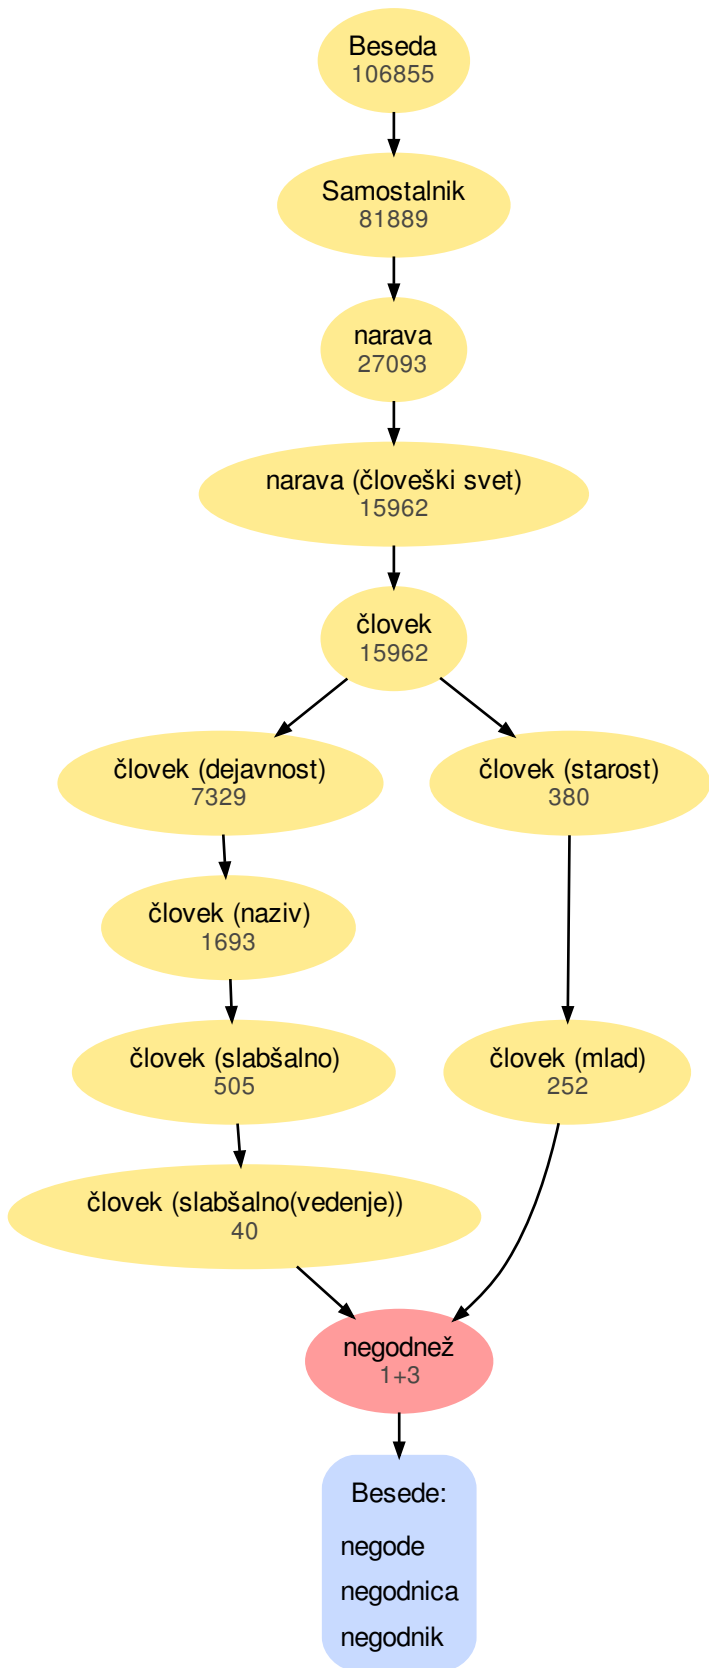 Beseda
106855
Samostalnik
81889
narava
27093
narava (človeški svet)
15962
človek
15962
človek (dejavnost)
7329
človek (starost)
380
človek (naziv)
1693
človek (slabšalno)
505
človek (mlad)
252
človek (slabšalno(vedenje))
40
negodnež
1+3
Besede:
negode
negodnica
negodnik